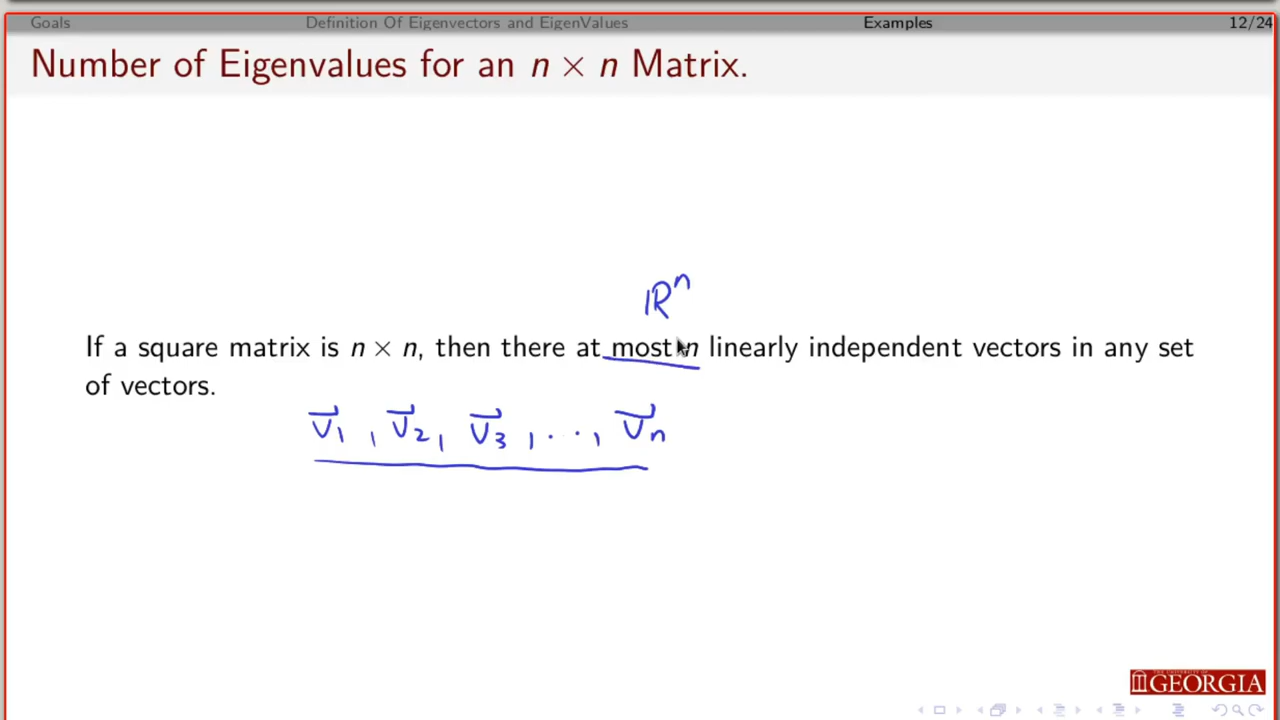 Goals Definition Of Eigenvectors and EigenValues Examples 12/24
Number of Eigenvalues for an n × n Matrix.
ℝⁿ
If a square matrix is n × n, then there at most n linearly independent vectors in any set
of vectors.
v⃗₁, v⃗₂, v⃗₃, ..., v⃗ₙ
GEORGIA